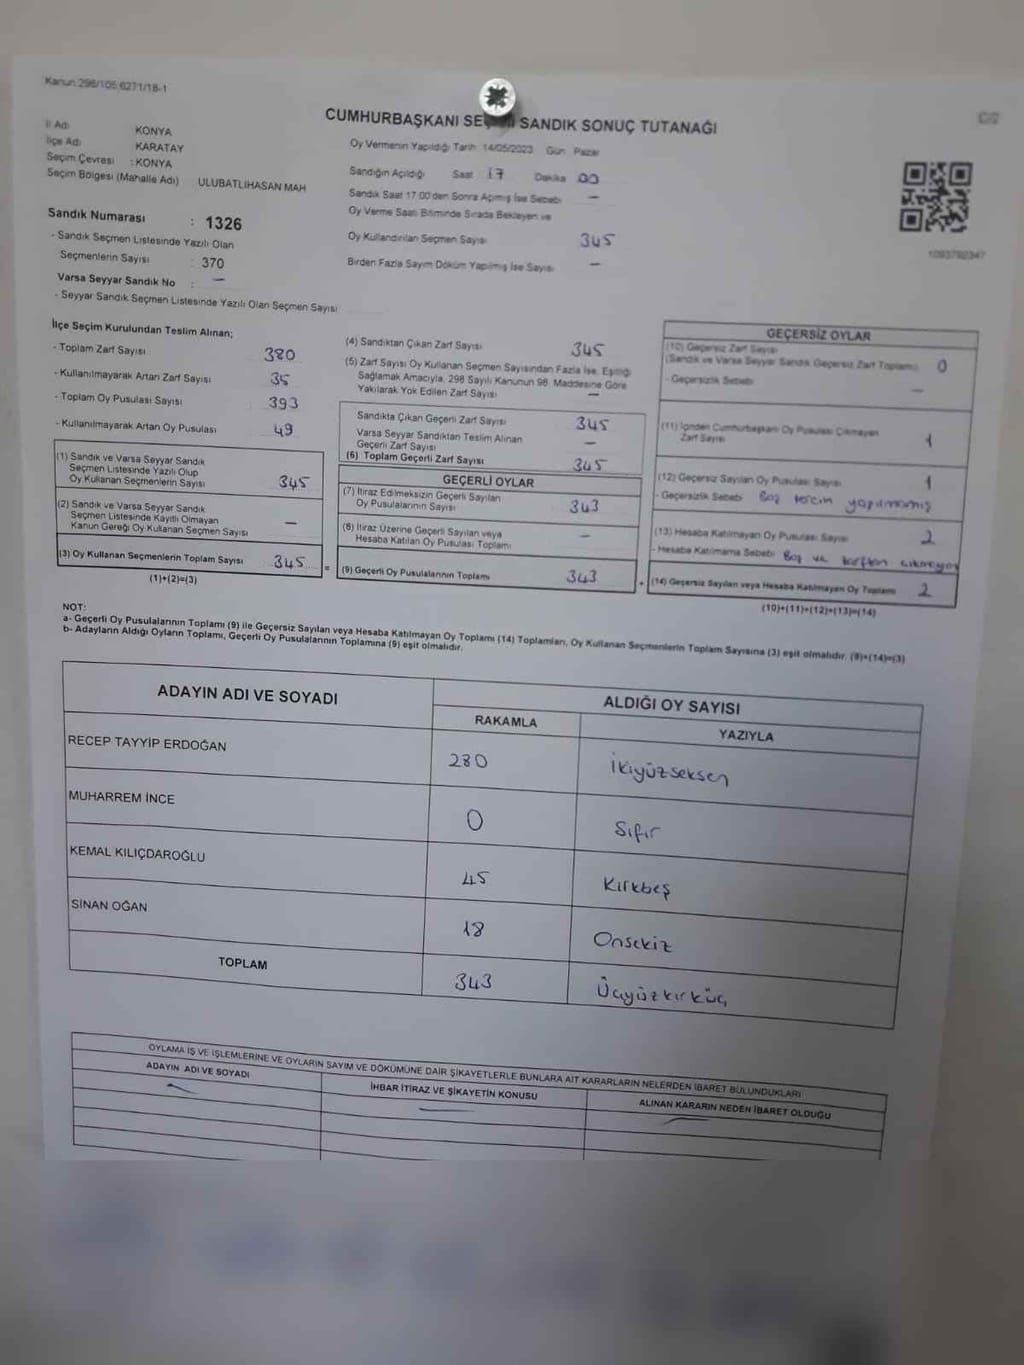 Kanun:298/105;6271/18-1
CUMHURBAŞKANI SE SANDIK SONUÇ TUTANAĞI
C/2
İl Adı KONYA
İlçe Adı KARATAY
Seçim Çevresi : KONYA
Seçim Bölgesi (Mahalle Adı) ULUBATLIHASAN MAH
Oy Vermenin Yapıldığı Tarih 14/05/2023 Gün Pazar
Sandığın Açıldığı Saat 17 Dakika 00
Sandık Saat 17:00'den Sonra Açılmış İse Sebebi —
Oy Verme Saati Bitiminde Sırada Bekleyen ve
Oy Kullandırılan Seçmen Sayısı 345
Birden Fazla Sayım Döküm Yapılmış İse Sayısı —
1093792347
Sandık Numarası : 1326
- Sandık Seçmen Listesinde Yazılı Olan
Seçmenlerin Sayısı : 370
Varsa Seyyar Sandık No : —
- Seyyar Sandık Seçmen Listesinde Yazılı Olan Seçmen Sayısı
İlçe Seçim Kurulundan Teslim Alınan;
- Toplam Zarf Sayısı 380
- Kullanılmayarak Artan Zarf Sayısı 35
- Toplam Oy Pusulası Sayısı 393
- Kullanılmayarak Artan Oy Pusulası 49
(1) Sandık ve Varsa Seyyar Sandık
Seçmen Listesinde Yazılı Olup
Oy Kullanan Seçmenlerin Sayısı 345
(2) Sandık ve Varsa Seyyar Sandık
Seçmen Listesinde Kayıtlı Olmayan
Kanun Gereği Oy Kullanan Seçmen Sayısı —
(3) Oy Kullanan Seçmenlerin Toplam Sayısı 345 =
(1)+(2)=(3)
(4) Sandıktan Çıkan Zarf Sayısı 345
(5) Zarf Sayısı Oy Kullanan Seçmen Sayısından Fazla İse, Eşitliği
Sağlamak Amacıyla, 298 Sayılı Kanunun 98. Maddesine Göre
Yakılarak Yok Edilen Zarf Sayısı —
Sandıkta Çıkan Geçerli Zarf Sayısı 345
Varsa Seyyar Sandıktan Teslim Alınan
Geçerli Zarf Sayısı —
(6) Toplam Geçerli Zarf Sayısı 345
GEÇERLİ OYLAR
(7) İtiraz Edilmeksizin Geçerli Sayılan
Oy Pusulalarının Sayısı 343
(8) İtiraz Üzerine Geçerli Sayılan veya
Hesaba Katılan Oy Pusulası Toplamı —
(9) Geçerli Oy Pusulalarının Toplamı 343 +
GEÇERSİZ OYLAR
(10) Geçersiz Zarf Sayısı
(Sandık ve Varsa Seyyar Sandık Geçersiz Zarf Toplamı) 0
- Geçersizlik Sebebi —
(11) İçinden Cumhurbaşkanı Oy Pusulası Çıkmayan
Zarf Sayısı 1
(12) Geçersiz Sayılan Oy Pusulası Sayısı 1
- Geçersizlik Sebebi Boş tercih yapılmamış
(13) Hesaba Katılmayan Oy Pusulası Sayısı 2
- Hesaba Katılmama Sebebi Boş ve zarftan çıkmayan
(14) Geçersiz Sayılan veya Hesaba Katılmayan Oy Toplamı 2
(10)+(11)+(12)+(13)=(14)
NOT:
a- Geçerli Oy Pusulalarının Toplamı (9) ile Geçersiz Sayılan veya Hesaba Katılmayan Oy Toplamı (14) Toplamları, Oy Kullanan Seçmenlerin Toplam Sayısına (3) eşit olmalıdır. (9)+(14)=(3)
b- Adayların Aldığı Oyların Toplamı, Geçerli Oy Pusulalarının Toplamına (9) eşit olmalıdır.
ADAYIN ADI VE SOYADI ALDIĞI OY SAYISI
RAKAMLA YAZIYLA
RECEP TAYYİP ERDOĞAN 280 İkiyüzseksen
MUHARREM İNCE 0 Sıfır
KEMAL KILIÇDAROĞLU 45 Kırkbeş
SİNAN OĞAN 18 Onsekiz
TOPLAM 343 Üçyüzkırküç
OYLAMA İŞ VE İŞLEMLERİNE VE OYLARIN SAYIM VE DÖKÜMÜNE DAİR ŞİKAYETLERLE BUNLARA AİT KARARLARIN NELERDEN İBARET BULUNDUKLARI
ADAYIN ADI VE SOYADI İHBAR İTİRAZ VE ŞİKAYETİN KONUSU ALINAN KARARIN NEDEN İBARET OLDUĞU
— — —